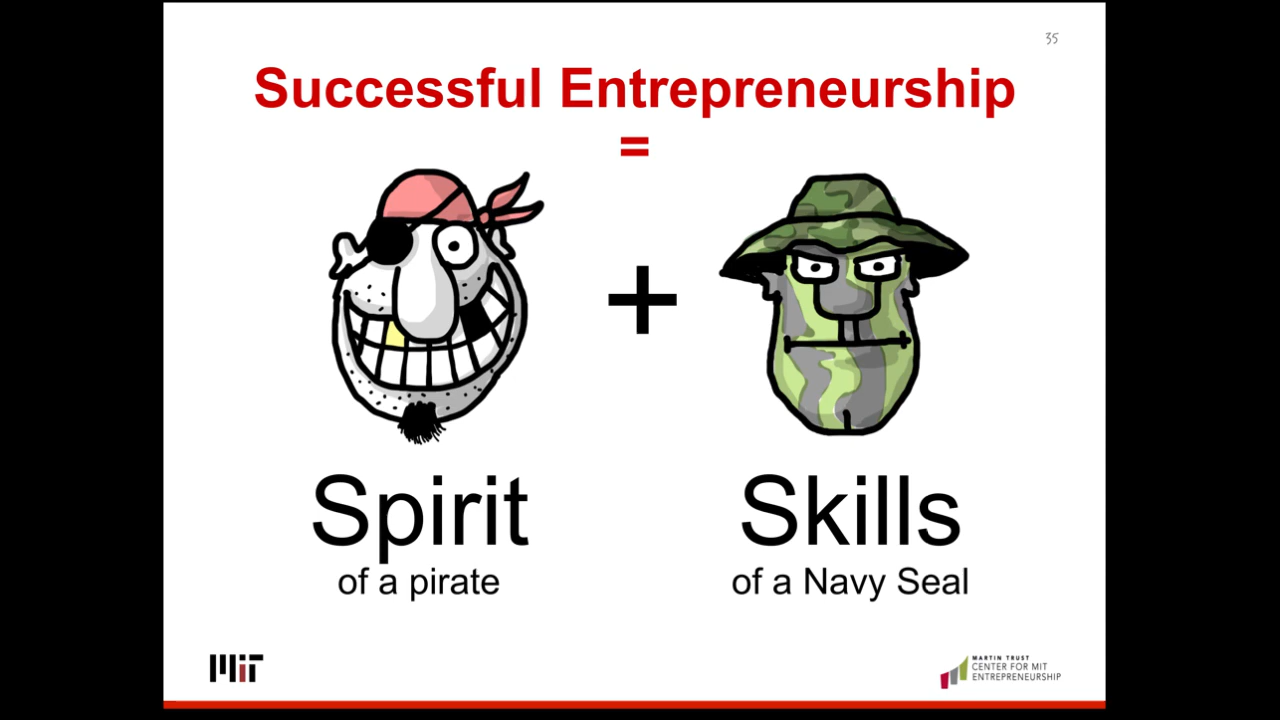 35
Successful Entrepreneurship
=
+
Spirit
Skills
of a pirate
of a Navy Seal
MIT
MARTIN TRUST
CENTER FOR MIT
ENTREPRENEURSHIP